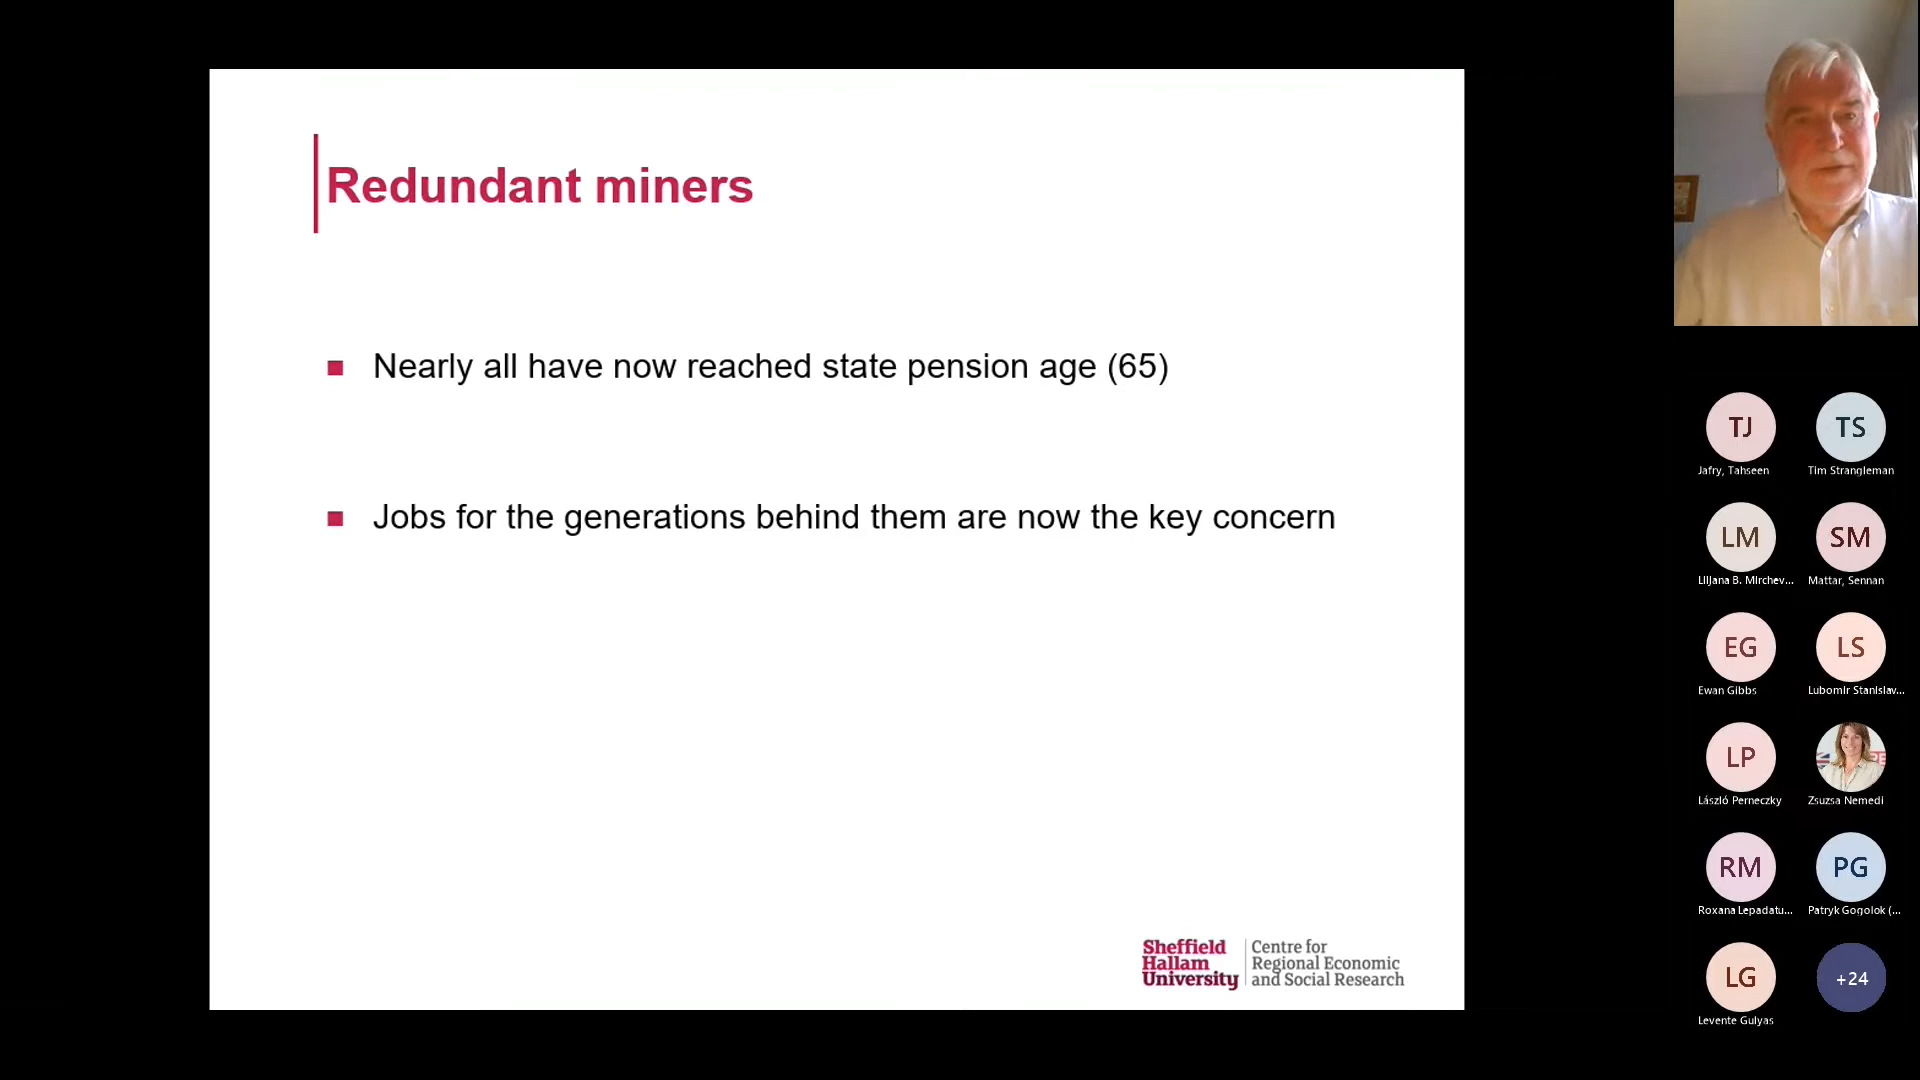 Redundant miners
Nearly all have now reached state pension age (65)
Jobs for the generations behind them are now the key concern
Sheffield
Hallam
University
Centre for
Regional Economic
and Social Research
TJ
Jafry, Tahseen
TS
Tim Strangleman
LM
Liljana B. Mirchev...
SM
Mattar, Sennan
EG
Ewan Gibbs
LS
Lubomir Stanislav...
LP
László Perneczky
Zsuzsa Nemedi
RM
Roxana Lepadatu...
PG
Patryk Gogolok (...
LG
Levente Gulyas
+24